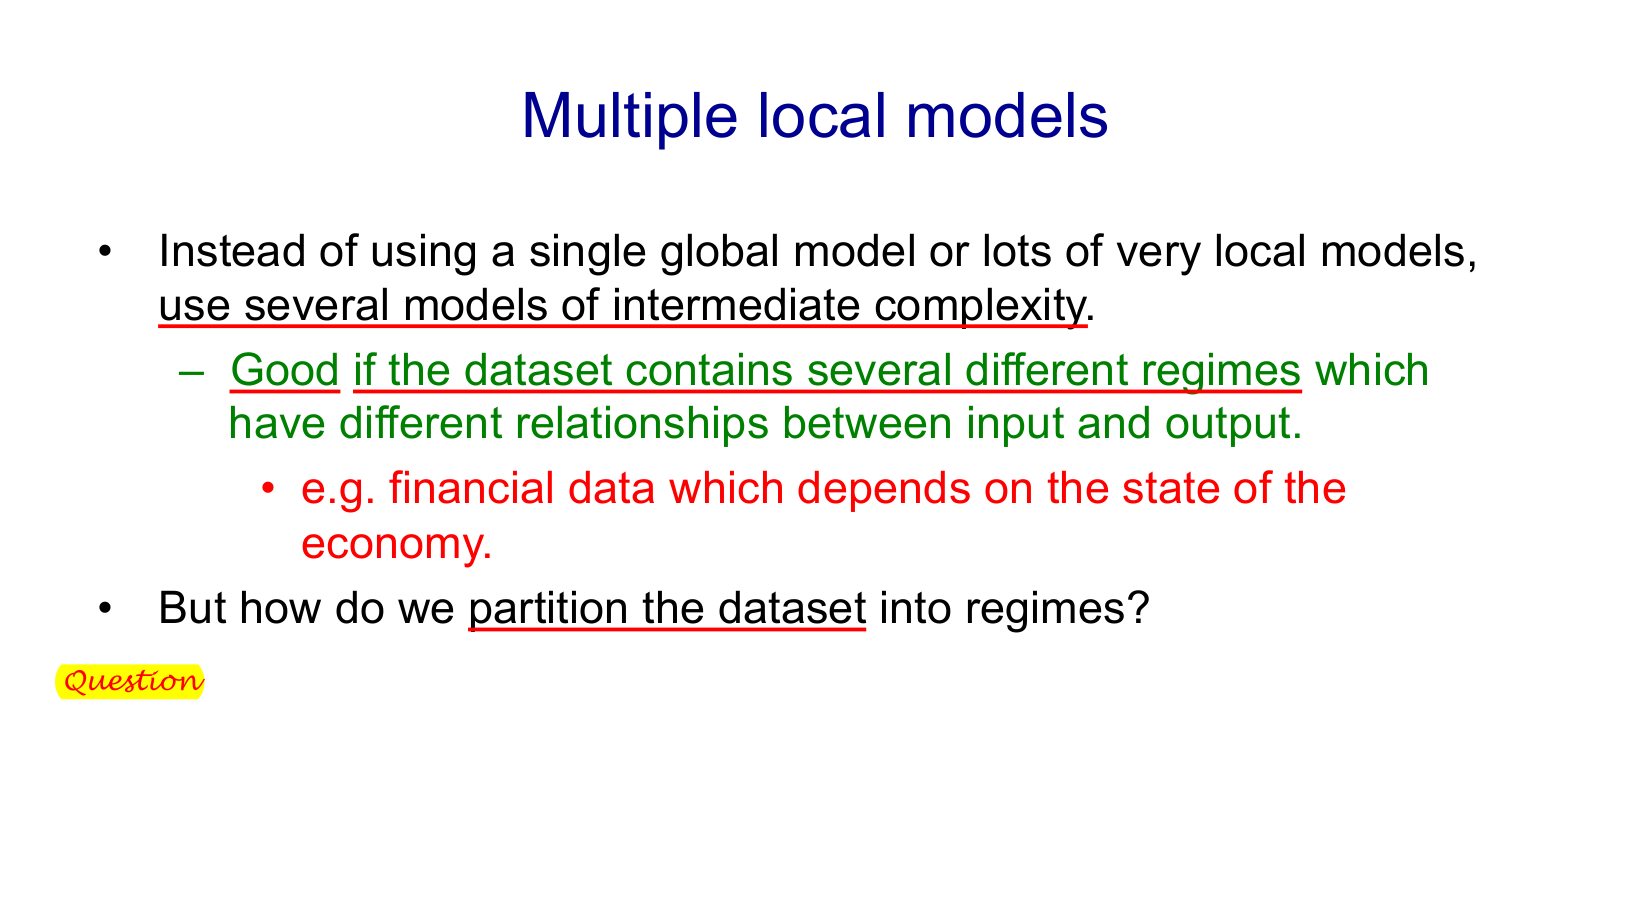 Multiple local models
• Instead of using a single global model or lots of very local models,
use several models of intermediate complexity.
– Good if the dataset contains several different regimes which
have different relationships between input and output.
• e.g. financial data which depends on the state of the
economy.
• But how do we partition the dataset into regimes?
Question